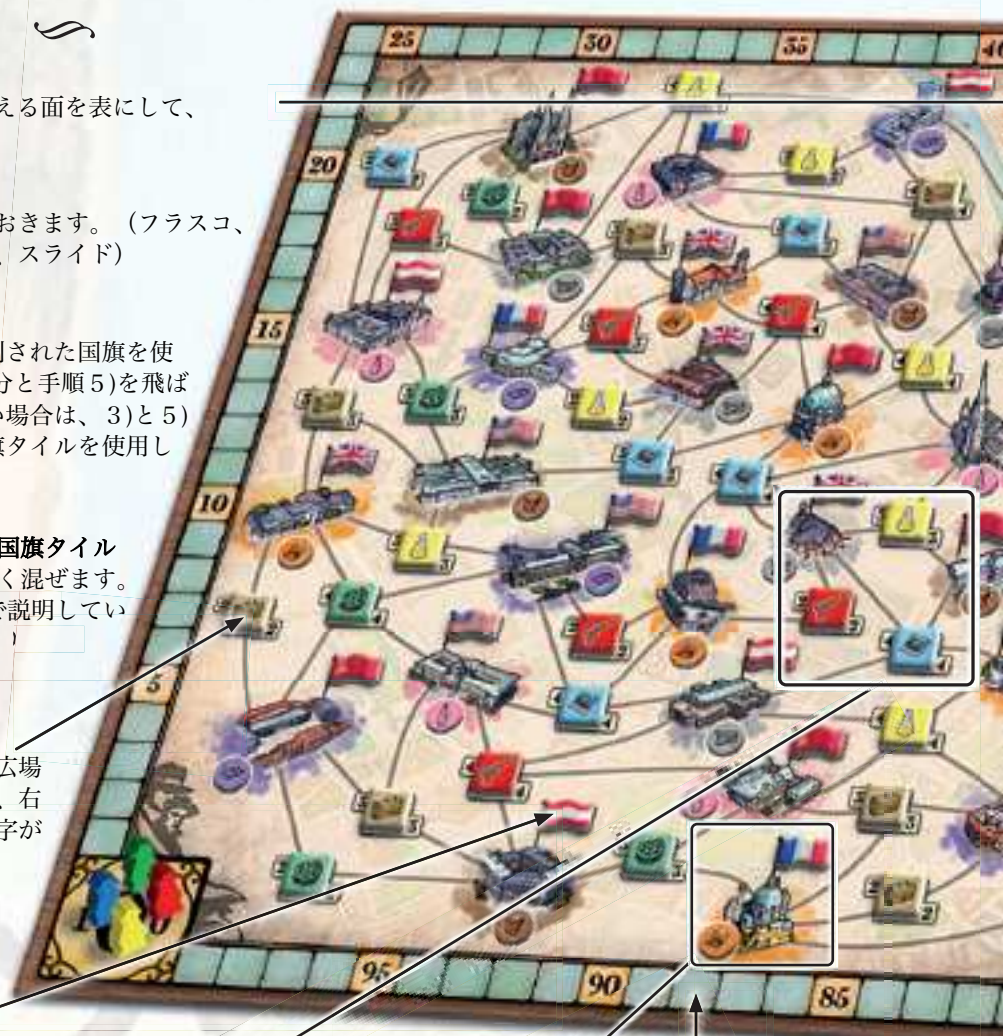 える面を表にして、
おきます。（フラスコ、
、スライド）
された国旗を使
分と手順５)を飛ば
い場合は、３)と５)
タイルを使用し
国旗タイル
く混ぜます。
で説明してい
）
広場
、右
字が
25
30
35
40
20
15
10
5
95
90
85